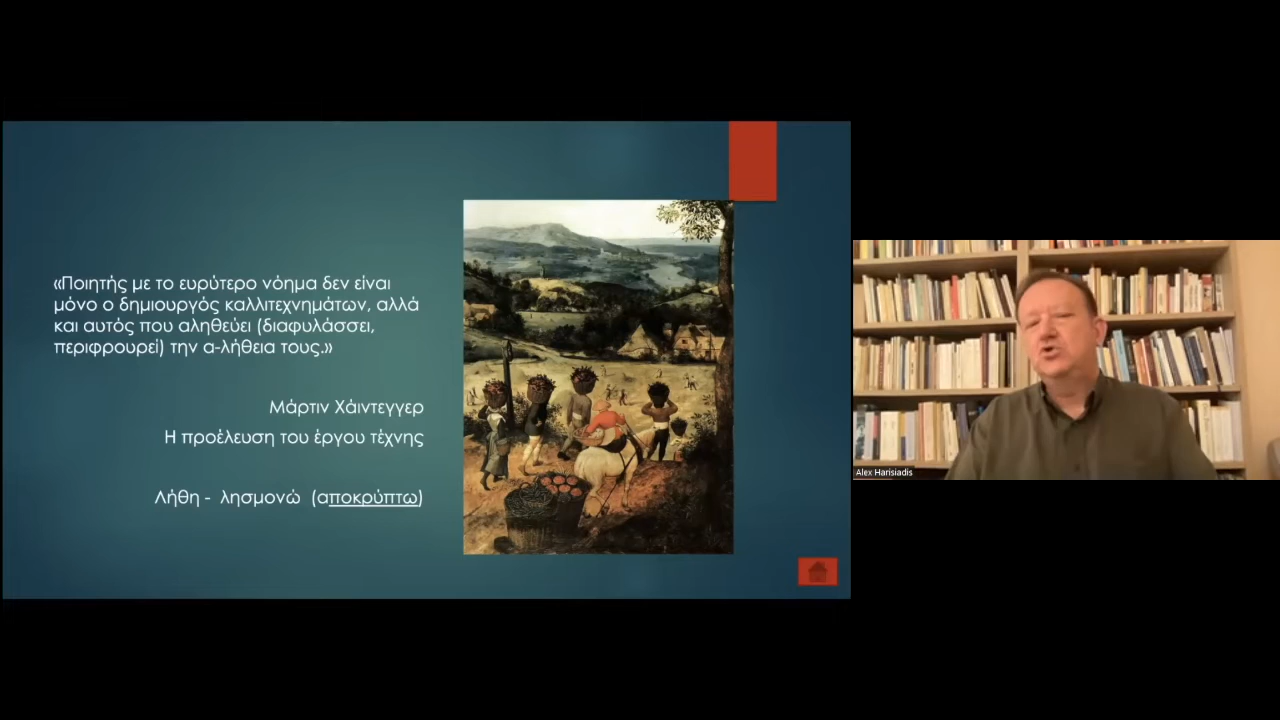 «Ποιητής με το ευρύτερο νόημα δεν είναι
μόνο ο δημιουργός καλλιτεχνημάτων, αλλά
και αυτός που αληθεύει (διαφυλάσσει,
περιφρουρεί) την α-λήθεια τους.»
Μάρτιν Χάιντεγγερ
Η προέλευση του έργου τέχνης
Λήθη - λησμονώ (αποκρύπτω)
Alex Harisiadis